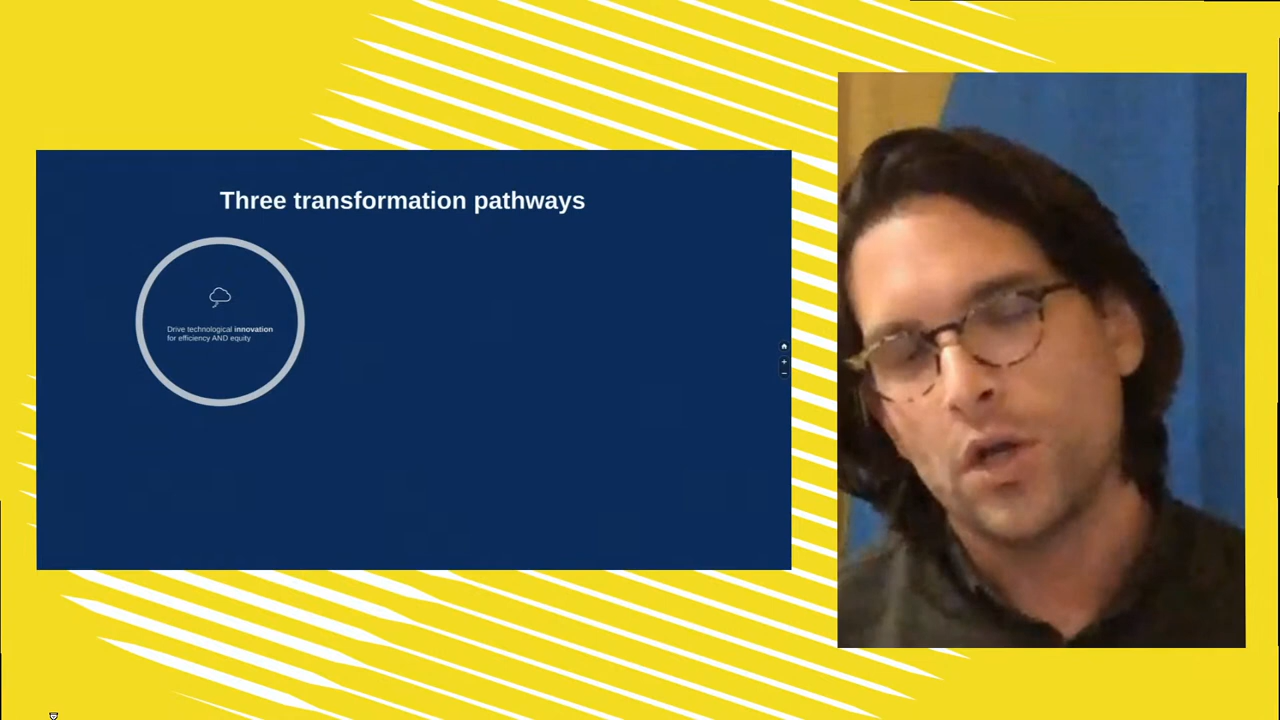 Three transformation pathways
Drive technological innovation
for efficiency AND equity